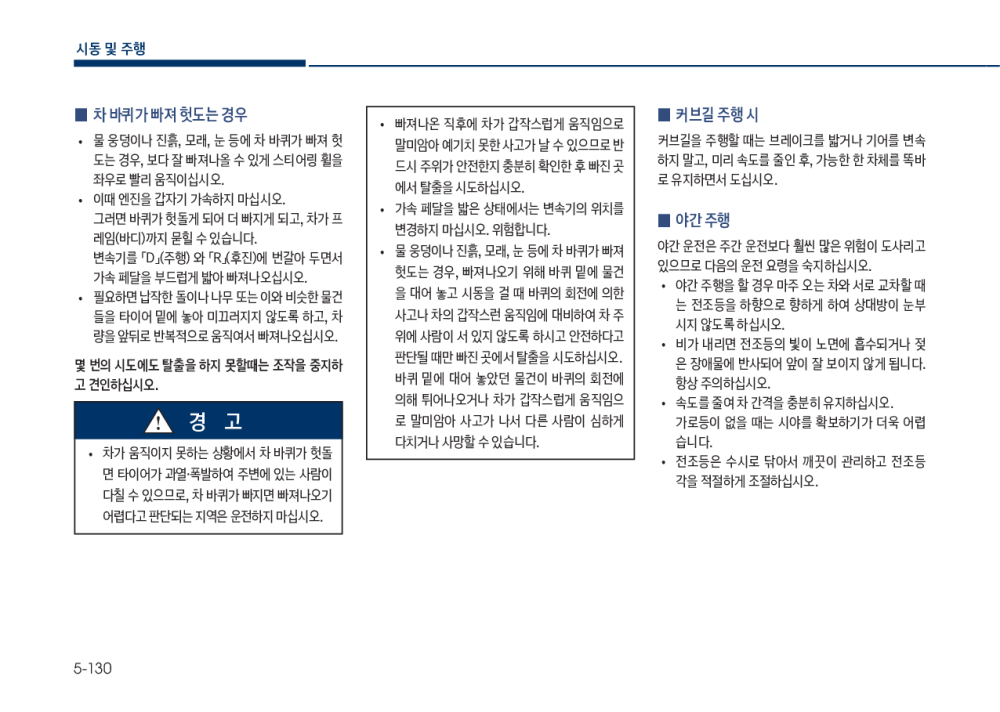 시동 및 주행
■ 차 바퀴가 빠져 헛도는 경우
• 물 웅덩이나 진흙, 모래, 눈 등에 차 바퀴가 빠져 헛
도는 경우, 보다 잘 빠져나올 수 있게 스티어링 휠을
좌우로 빨리 움직이십시오.
• 이때 엔진을 갑자기 가속하지 마십시오.
그러면 바퀴가 헛돌게 되어 더 빠지게 되고, 차가 프
레임(바디)까지 묻힐 수 있습니다.
변속기를 「D」(주행) 와 「R」(후진)에 번갈아 두면서
가속 페달을 부드럽게 밟아 빠져나오십시오.
• 필요하면 납작한 돌이나 나무 또는 이와 비슷한 물건
들을 타이어 밑에 놓아 미끄러지지 않도록 하고, 차
량을 앞뒤로 반복적으로 움직여서 빠져나오십시오.
몇 번의 시도에도 탈출을 하지 못할때는 조작을 중지하
고 견인하십시오.
경 고
• 차가 움직이지 못하는 상황에서 차 바퀴가 헛돌
면 타이어가 과열·폭발하여 주변에 있는 사람이
다칠 수 있으므로, 차 바퀴가 빠지면 빠져나오기
어렵다고 판단되는 지역은 운전하지 마십시오.
• 빠져나온 직후에 차가 갑작스럽게 움직임으로
말미암아 예기치 못한 사고가 날 수 있으므로 반
드시 주위가 안전한지 충분히 확인한 후 빠진 곳
에서 탈출을 시도하십시오.
• 가속 페달을 밟은 상태에서는 변속기의 위치를
변경하지 마십시오. 위험합니다.
• 물 웅덩이나 진흙, 모래, 눈 등에 차 바퀴가 빠져
헛도는 경우, 빠져나오기 위해 바퀴 밑에 물건
을 대어 놓고 시동을 걸 때 바퀴의 회전에 의한
사고나 차의 갑작스런 움직임에 대비하여 차 주
위에 사람이 서 있지 않도록 하시고 안전하다고
판단될 때만 빠진 곳에서 탈출을 시도하십시오.
바퀴 밑에 대어 놓았던 물건이 바퀴의 회전에
의해 튀어나오거나 차가 갑작스럽게 움직임으
로 말미암아 사고가 나서 다른 사람이 심하게
다치거나 사망할 수 있습니다.
■ 커브길 주행 시
커브길을 주행할 때는 브레이크를 밟거나 기어를 변속
하지 말고, 미리 속도를 줄인 후, 가능한 한 차체를 똑바
로 유지하면서 도십시오.
■ 야간 주행
야간 운전은 주간 운전보다 훨씬 많은 위험이 도사리고
있으므로 다음의 운전 요령을 숙지하십시오.
• 야간 주행을 할 경우 마주 오는 차와 서로 교차할 때
는 전조등을 하향으로 향하게 하여 상대방이 눈부
시지 않도록 하십시오.
• 비가 내리면 전조등의 빛이 노면에 흡수되거나 젖
은 장애물에 반사되어 앞이 잘 보이지 않게 됩니다.
항상 주의하십시오.
• 속도를 줄여 차 간격을 충분히 유지하십시오.
가로등이 없을 때는 시야를 확보하기가 더욱 어렵
습니다.
• 전조등은 수시로 닦아서 깨끗이 관리하고 전조등
각을 적절하게 조절하십시오.
5-130